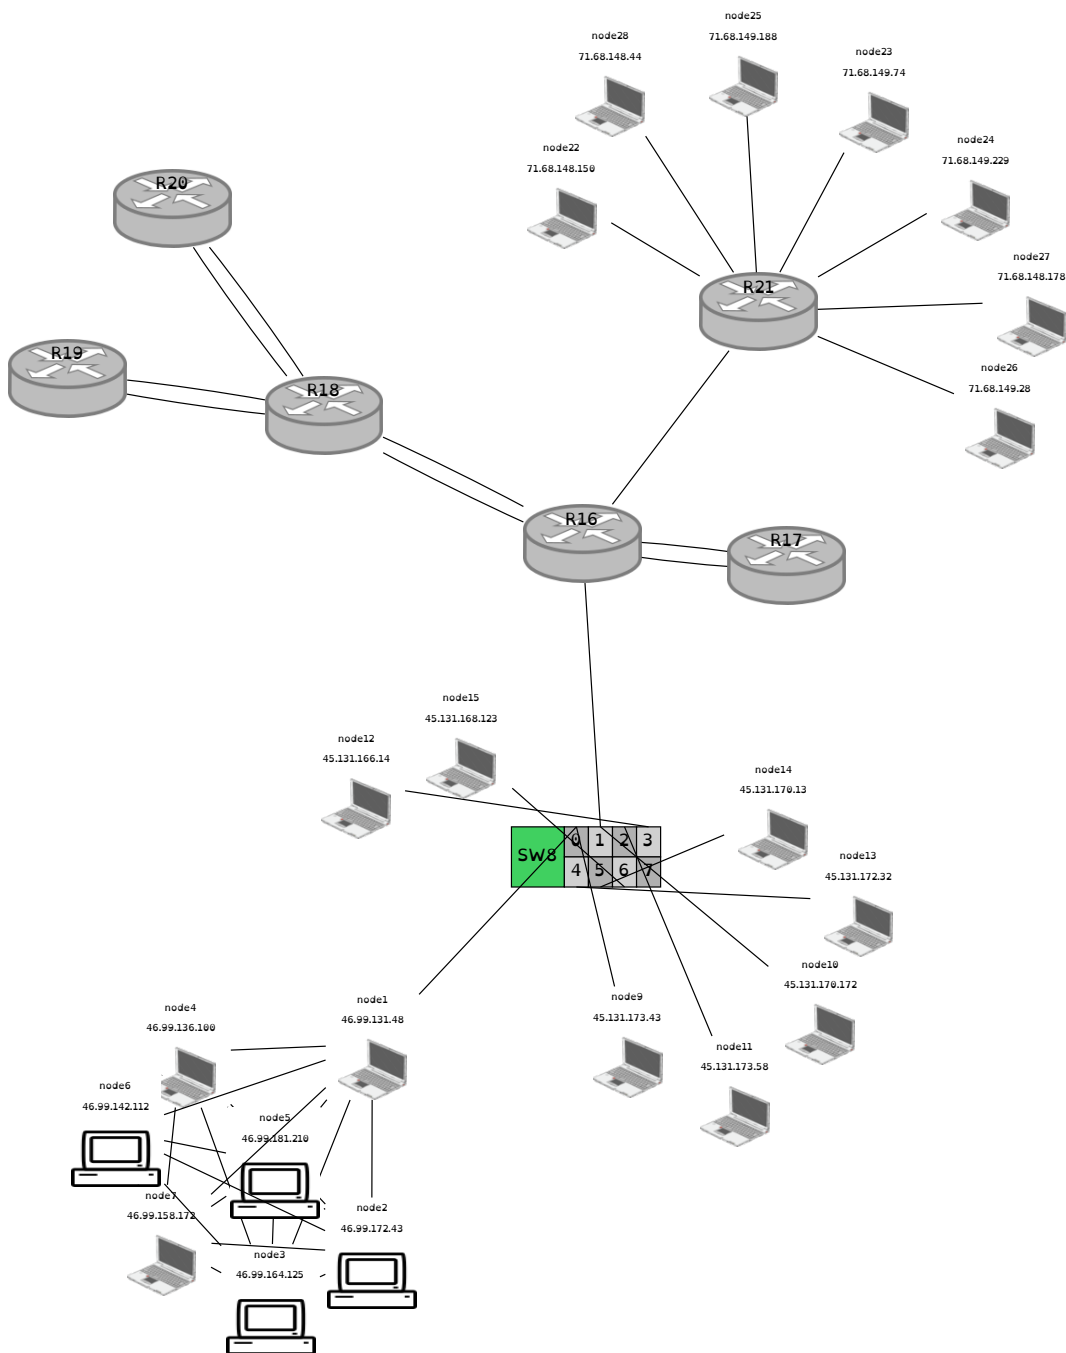 node25
71.68.149.188
node28
71.68.148.44
node23
71.68.149.74
node24
71.68.149.229
node22
71.68.148.150
R20
node27
71.68.148.178
R21
R19
R18
node26
71.68.149.28
R16
R17
node15
45.131.168.123
node12
45.131.166.14
node14
45.131.170.13
SW8
0 1 2 3
4 5 6 7
node13
45.131.172.32
node10
45.131.170.172
node9
45.131.173.43
node11
45.131.173.58
node1
46.99.131.48
node4
46.99.136.100
node6
46.99.142.112
node5
46.99.181.210
node7
46.99.158.172
node2
46.99.172.43
node3
46.99.164.125